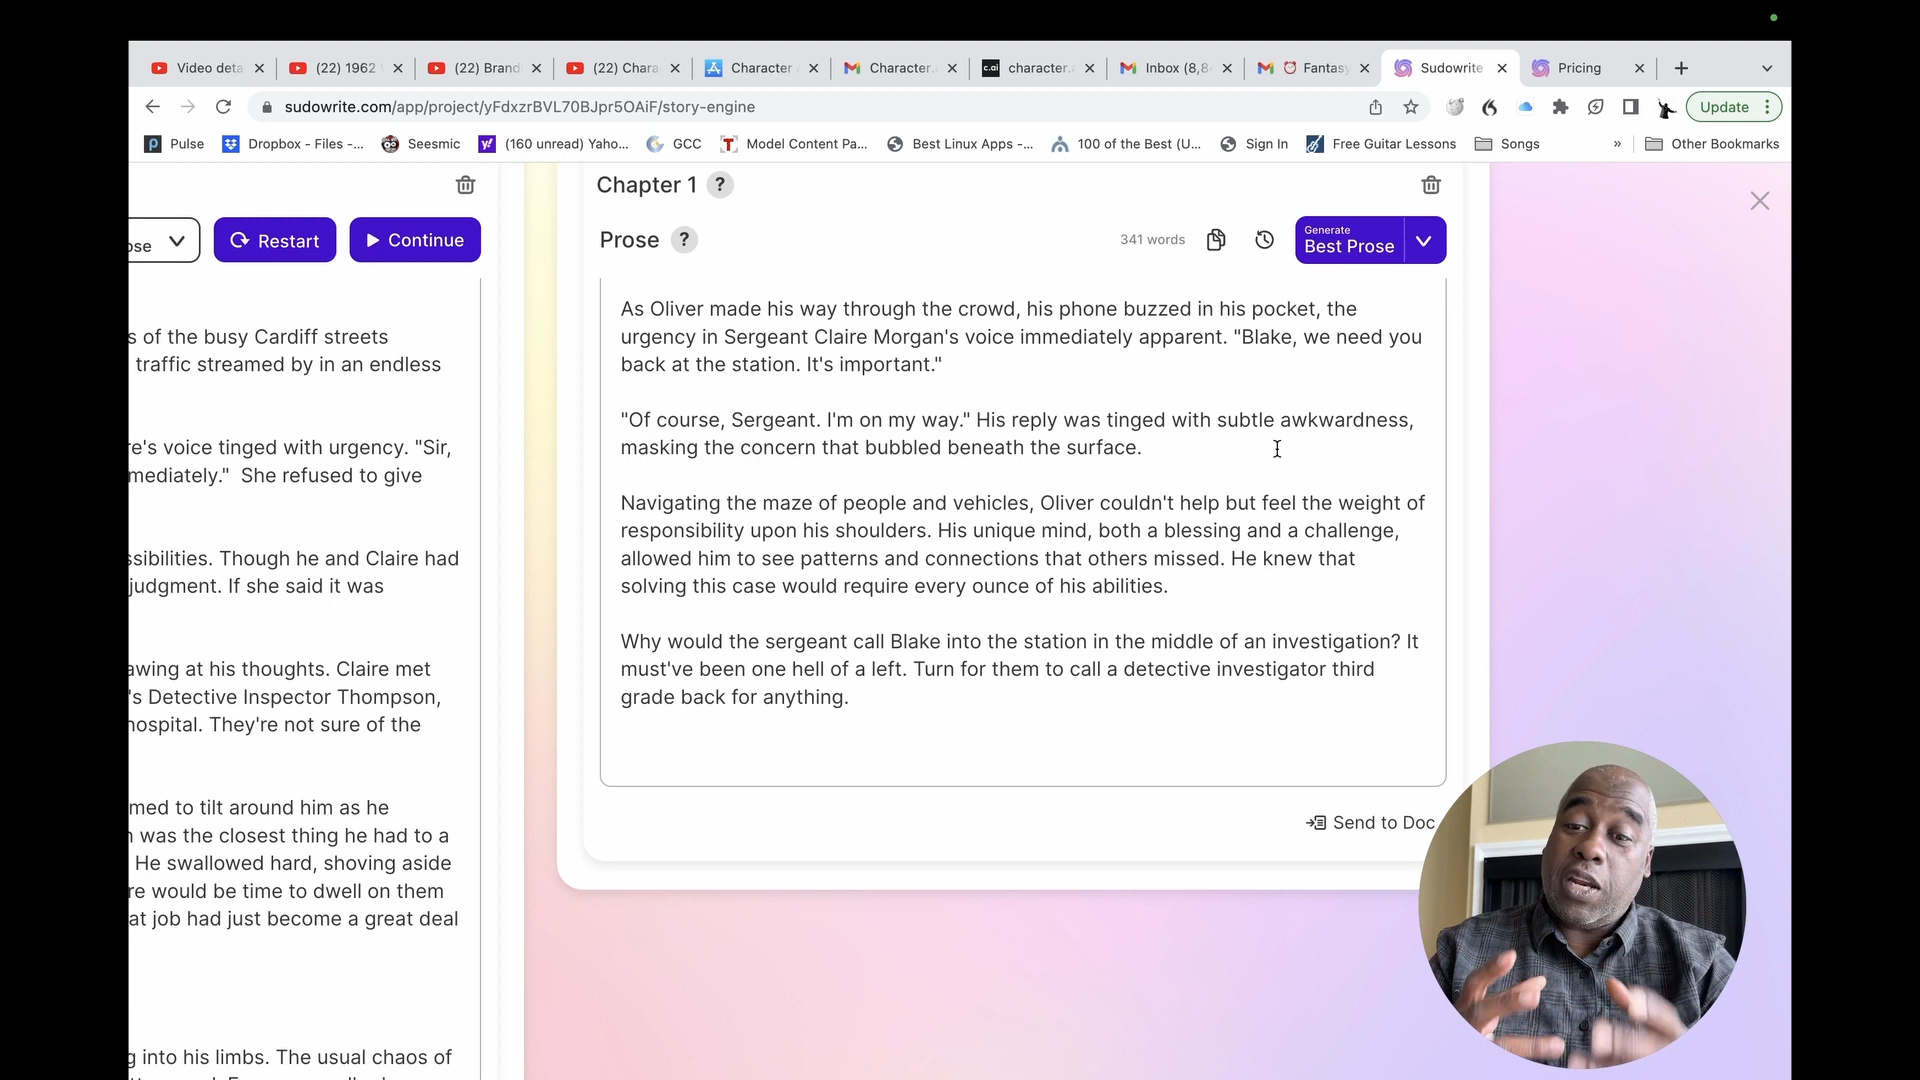 Video deta
(22) 1962
(22) Brand
(22) Chara
Character
Character.
c.ai
character.
Inbox (8,8
Fantasy
Sudowrite
Pricing
sudowrite.com/app/project/yFdxzrBVL70BJpr5OAiF/story-engine
Update
Pulse
Dropbox - Files -...
Seesmic
(160 unread) Yaho...
GCC
Model Content Pa...
Best Linux Apps -...
100 of the Best (U...
Sign In
Free Guitar Lessons
Songs
»
Other Bookmarks
ose
Restart
Continue
s of the busy Cardiff streets
traffic streamed by in an endless
re's voice tinged with urgency. "Sir,
mediately."  She refused to give
ssibilities. Though he and Claire had
judgment. If she said it was
awing at his thoughts. Claire met
's Detective Inspector Thompson,
hospital. They're not sure of the
med to tilt around him as he
n was the closest thing he had to a
He swallowed hard, shoving aside
re would be time to dwell on them
at job had just become a great deal
g into his limbs. The usual chaos of
Chapter 1 ?
Prose ?
341 words
Generate
Best Prose
As Oliver made his way through the crowd, his phone buzzed in his pocket, the
urgency in Sergeant Claire Morgan's voice immediately apparent. "Blake, we need you
back at the station. It's important."
"Of course, Sergeant. I'm on my way." His reply was tinged with subtle awkwardness,
masking the concern that bubbled beneath the surface.
Navigating the maze of people and vehicles, Oliver couldn't help but feel the weight of
responsibility upon his shoulders. His unique mind, both a blessing and a challenge,
allowed him to see patterns and connections that others missed. He knew that
solving this case would require every ounce of his abilities.
Why would the sergeant call Blake into the station in the middle of an investigation? It
must've been one hell of a left. Turn for them to call a detective investigator third
grade back for anything.
Send to Doc